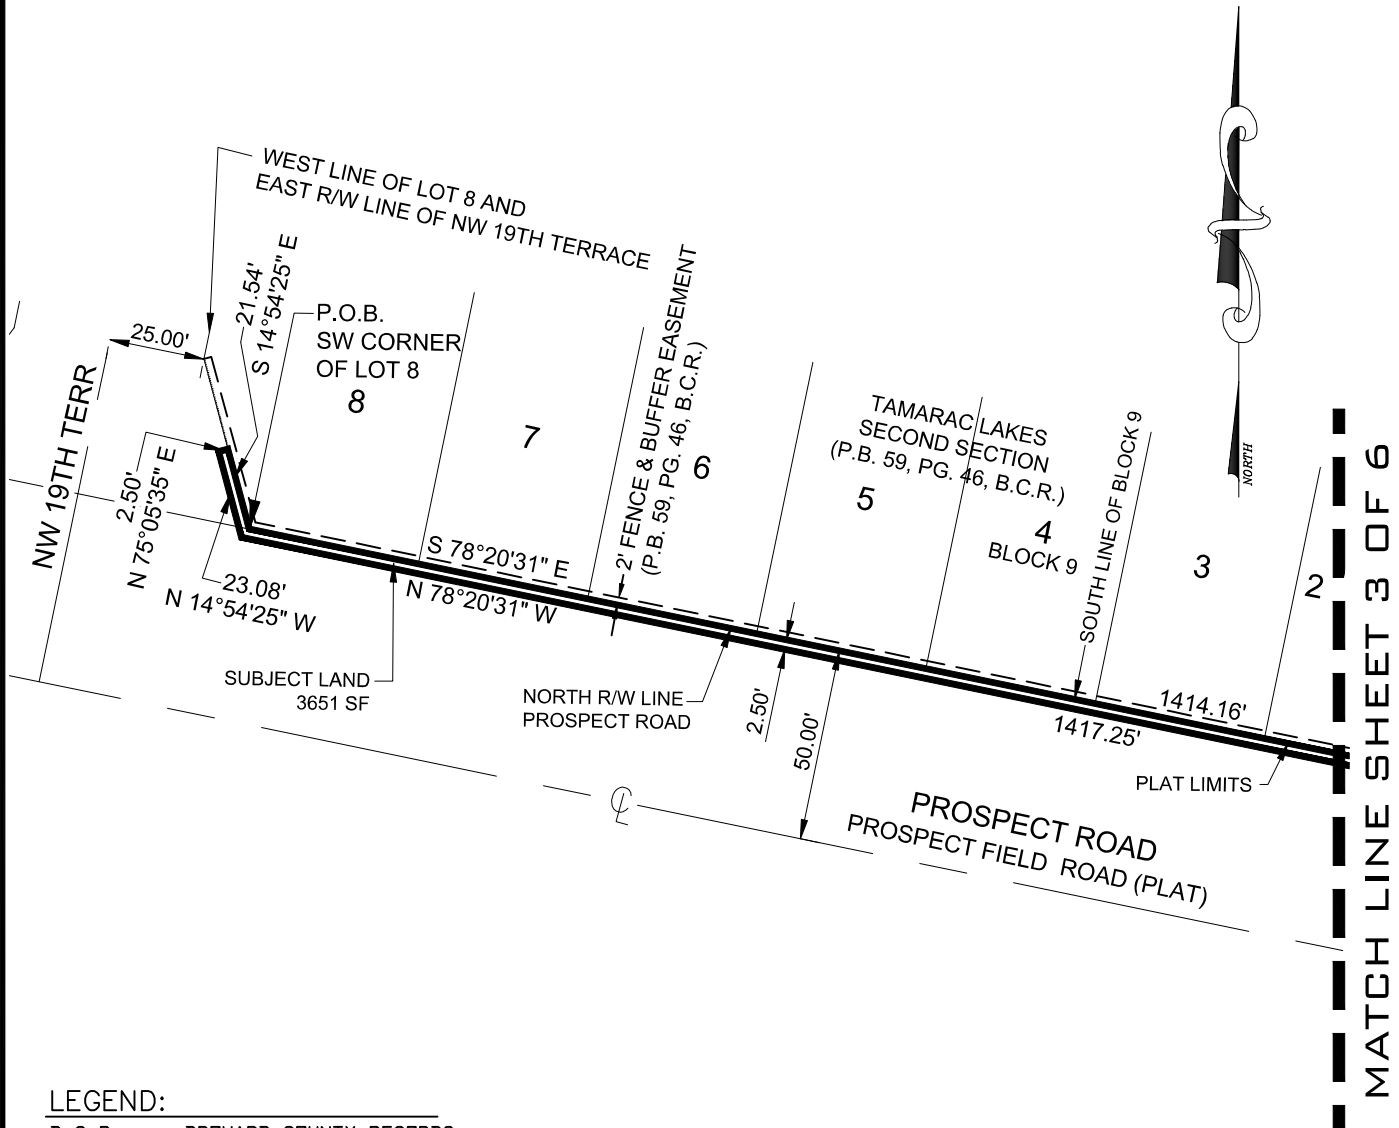 WEST LINE OF LOT 8 AND
EAST R/W LINE OF NW 19TH TERRACE
21.54'
S 14°54'25" E
P.O.B.
SW CORNER
OF LOT 8
8
25.00'
NW 19TH TERR
2.50'
N 75°05'35" E
23.08'
N 14°54'25" W
7
2' FENCE & BUFFER EASEMENT
(P.B. 59, PG. 46, B.C.R.)
6
5
TAMARAC LAKES
SECOND SECTION
(P.B. 59, PG. 46, B.C.R.)
4
BLOCK 9
SOUTH LINE OF BLOCK 9
3
2
NORTH
S 78°20'31" E
N 78°20'31" W
SUBJECT LAND
3651 SF
NORTH R/W LINE
PROSPECT ROAD
2.50'
50.00'
1414.16'
1417.25'
PLAT LIMITS
PROSPECT ROAD
PROSPECT FIELD ROAD (PLAT)
CL
MATCH LINE SHEET 3 OF 6
LEGEND: